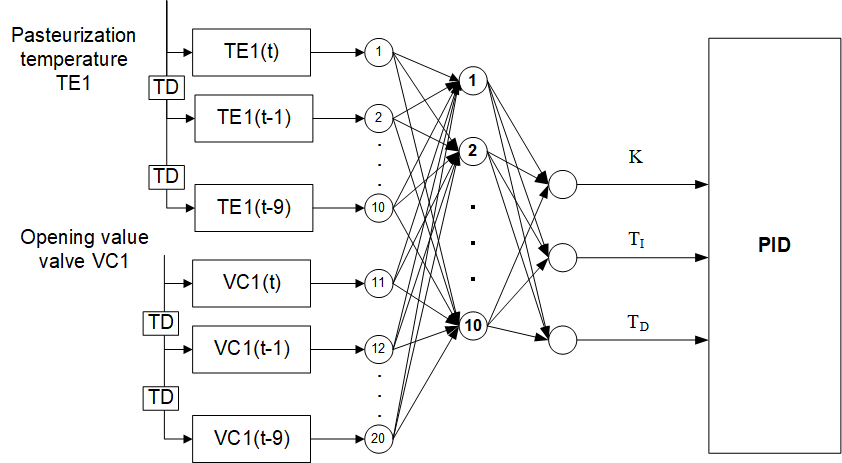 Pasteurization
temperature
TE1
TD
TD
TE1(t)
TE1(t-1)
TE1(t-9)
Opening value
valve VC1
TD
TD
VC1(t)
VC1(t-1)
VC1(t-9)
1
2
10
11
12
20
1
2
10
K
T_I
T_D
PID